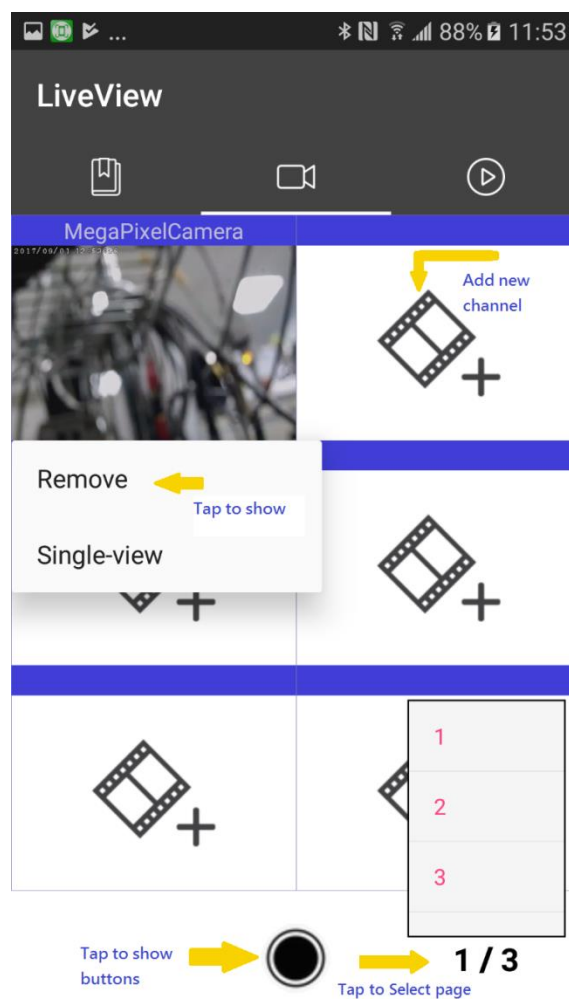 ... 88% 11:53
LiveView
MegaPixelCamera
Add new
channel
Remove
Tap to show
Single-view
1
2
3
Tap to show
buttons
1 / 3
Tap to Select page